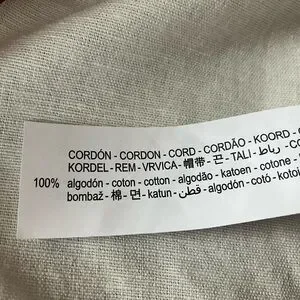 CORDÓN - CORDON - CORD - CORDÃO - KOORD -
KORDEL - REM - VRVICA - 帽带 - 끈 - TALI - رباط -
100% algodón - coton - cotton - algodão - katoen - cotone -
bombaž - 棉 - 면 - katun - قطن - algodón - cotó -